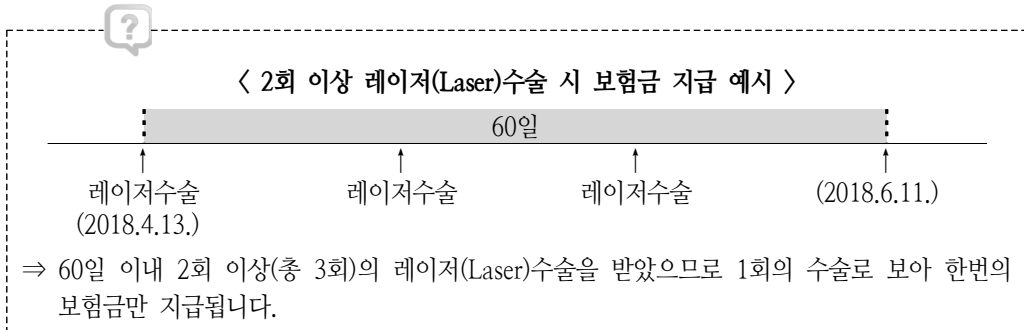 ?
〈 2회 이상 레이저(Laser)수술 시 보험금 지급 예시 〉
60일
레이저수술 레이저수술 레이저수술 (2018.6.11.)
(2018.4.13.)
⇒ 60일 이내 2회 이상(총 3회)의 레이저(Laser)수술을 받았으므로 1회의 수술로 보아 한번의
보험금만 지급됩니다.